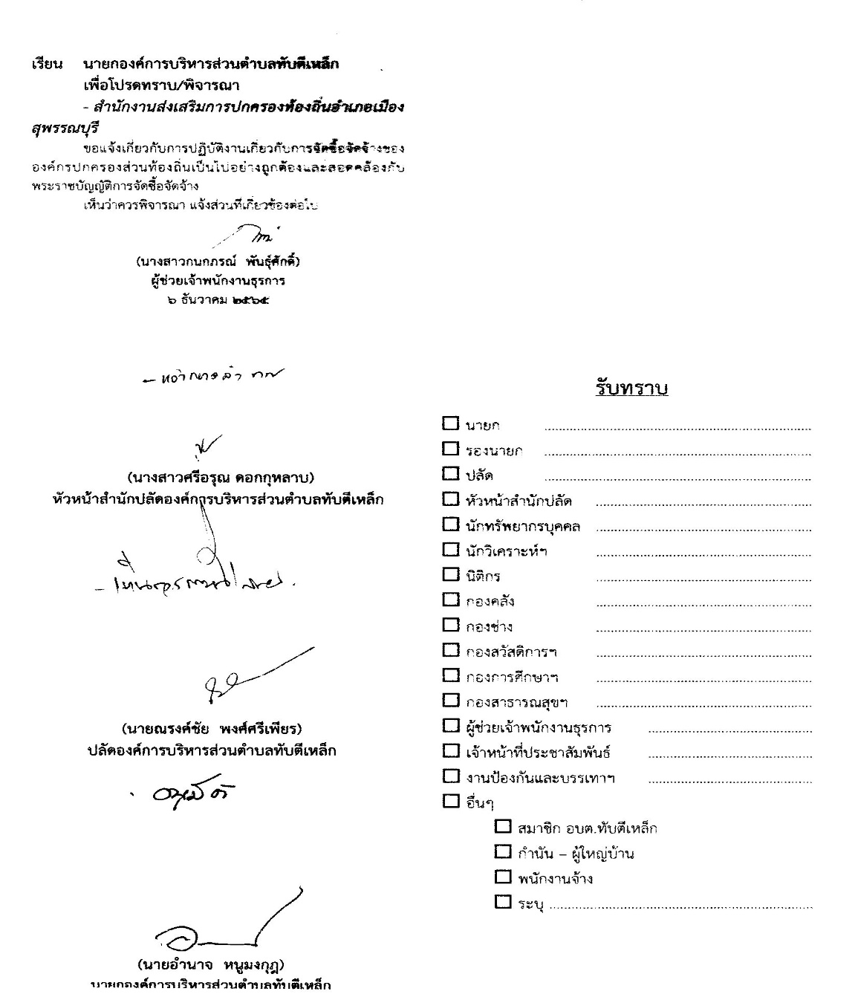 เรียน นายกองค์การบริหารส่วนตำบลทับตีเหล็ก
เพื่อโปรดทราบ/พิจารณา
- สำนักงานส่งเสริมการปกครองท้องถิ่นอำเภอเมือง
สุพรรณบุรี
ขอแจ้งเกี่ยวกับการปฏิบัติงานเกี่ยวกับการจัดซื้อจัดจ้างของ
องค์กรปกครองส่วนท้องถิ่นเป็นไปอย่างถูกต้องและสอดคล้องกับ
พระราชบัญญัติการจัดซื้อจัดจ้าง
เห็นว่าควรพิจารณา แจ้งส่วนที่เกี่ยวข้องต่อไป
(นางสาวกนกภรณ์ พันธุ์ศักดิ์)
ผู้ช่วยเจ้าพนักงานธุรการ
๖ ธันวาคม ๒๕๖๕
(นางสาวศรีอรุณ ดอกกุหลาบ)
หัวหน้าสำนักปลัดองค์การบริหารส่วนตำบลทับตีเหล็ก
(นายณรงค์ชัย พงศ์ศรีเพียร)
ปลัดองค์การบริหารส่วนตำบลทับตีเหล็ก
อนุมัติ
(นายอำนาจ หนูมงกุฎ)
นายกองค์การบริหารส่วนตำบลทับตีเหล็ก
รับทราบ
นายก
รองนายก
ปลัด
หัวหน้าสำนักปลัด
นักทรัพยากรบุคคล
นักวิเคราะห์ฯ
นิติกร
กองคลัง
กองช่าง
กองสวัสดิการฯ
กองการศึกษาฯ
กองสาธารณสุขฯ
ผู้ช่วยเจ้าพนักงานธุรการ
เจ้าหน้าที่ประชาสัมพันธ์
งานป้องกันและบรรเทาฯ
อื่นๆ
สมาชิก อบต.ทับตีเหล็ก
กำนัน – ผู้ใหญ่บ้าน
พนักงานจ้าง
ระบุ